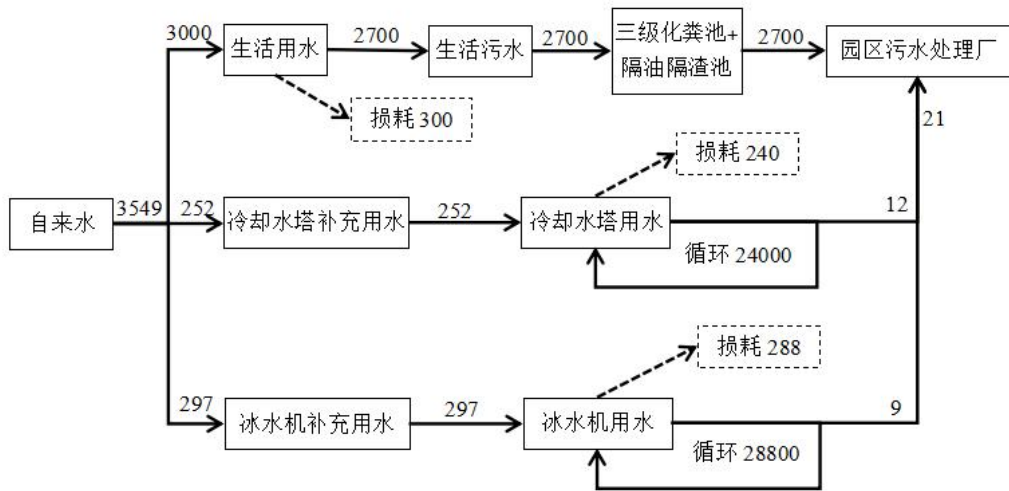 3000
生活用水
2700
生活污水
2700
三级化粪池+
隔油隔渣池
2700
园区污水处理厂
损耗 300
21
损耗 240
自来水
3549
252
冷却水塔补充用水
252
冷却水塔用水
12
循环 24000
损耗 288
297
冰水机补充用水
297
冰水机用水
9
循环 28800